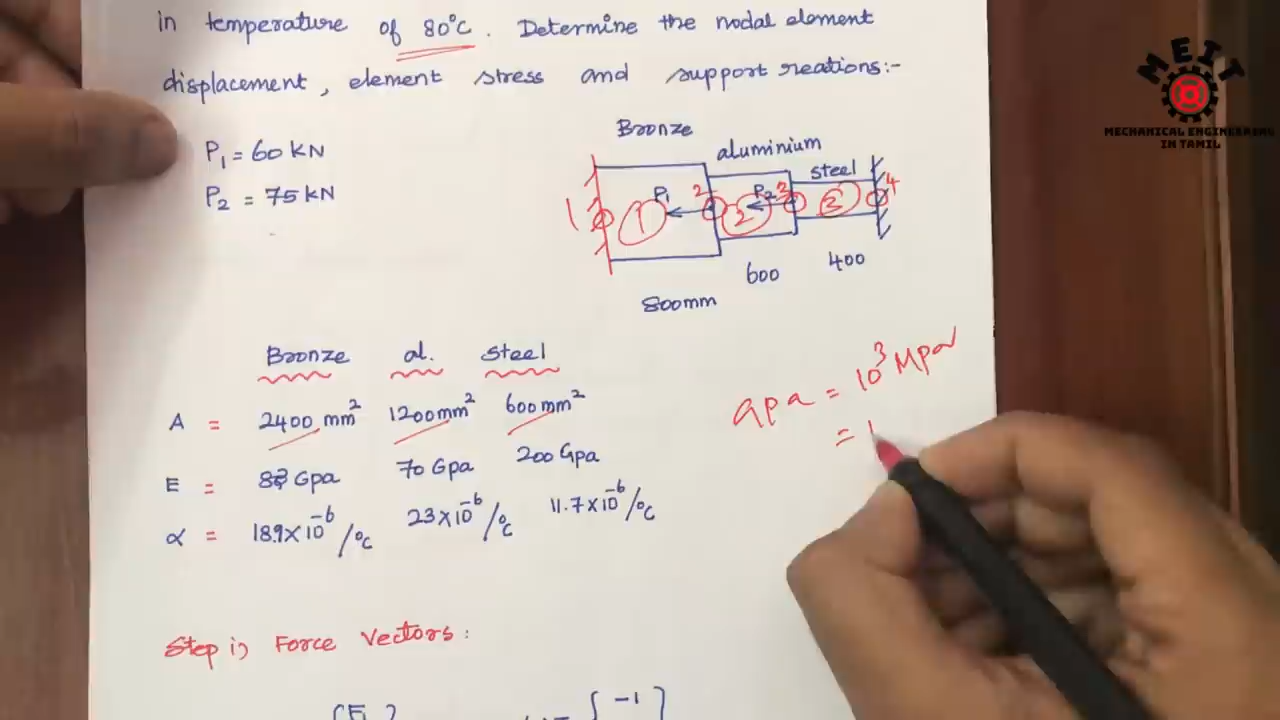 in temperature of 80°C. Determine the nodal element
displacement, element stress and support reations:-
P₁ = 60 KN
P₂ = 75 KN
Bronze
aluminium
steel
1
P₁
1
2
P₂
2
3
3
4
800mm
600
400
Bronze al. Steel
A = 2400 mm² 1200mm² 600mm²
E = 83 Gpa 70 Gpa 200 Gpa
α = 18.9×10⁻⁶/°C 23×10⁻⁶/°C 11.7×10⁻⁶/°C
Gpa = 10³ Mpa
= 1
Step i) Force Vectors:
-1
MEIT
MECHANICAL ENGINEERING
IN TAMIL